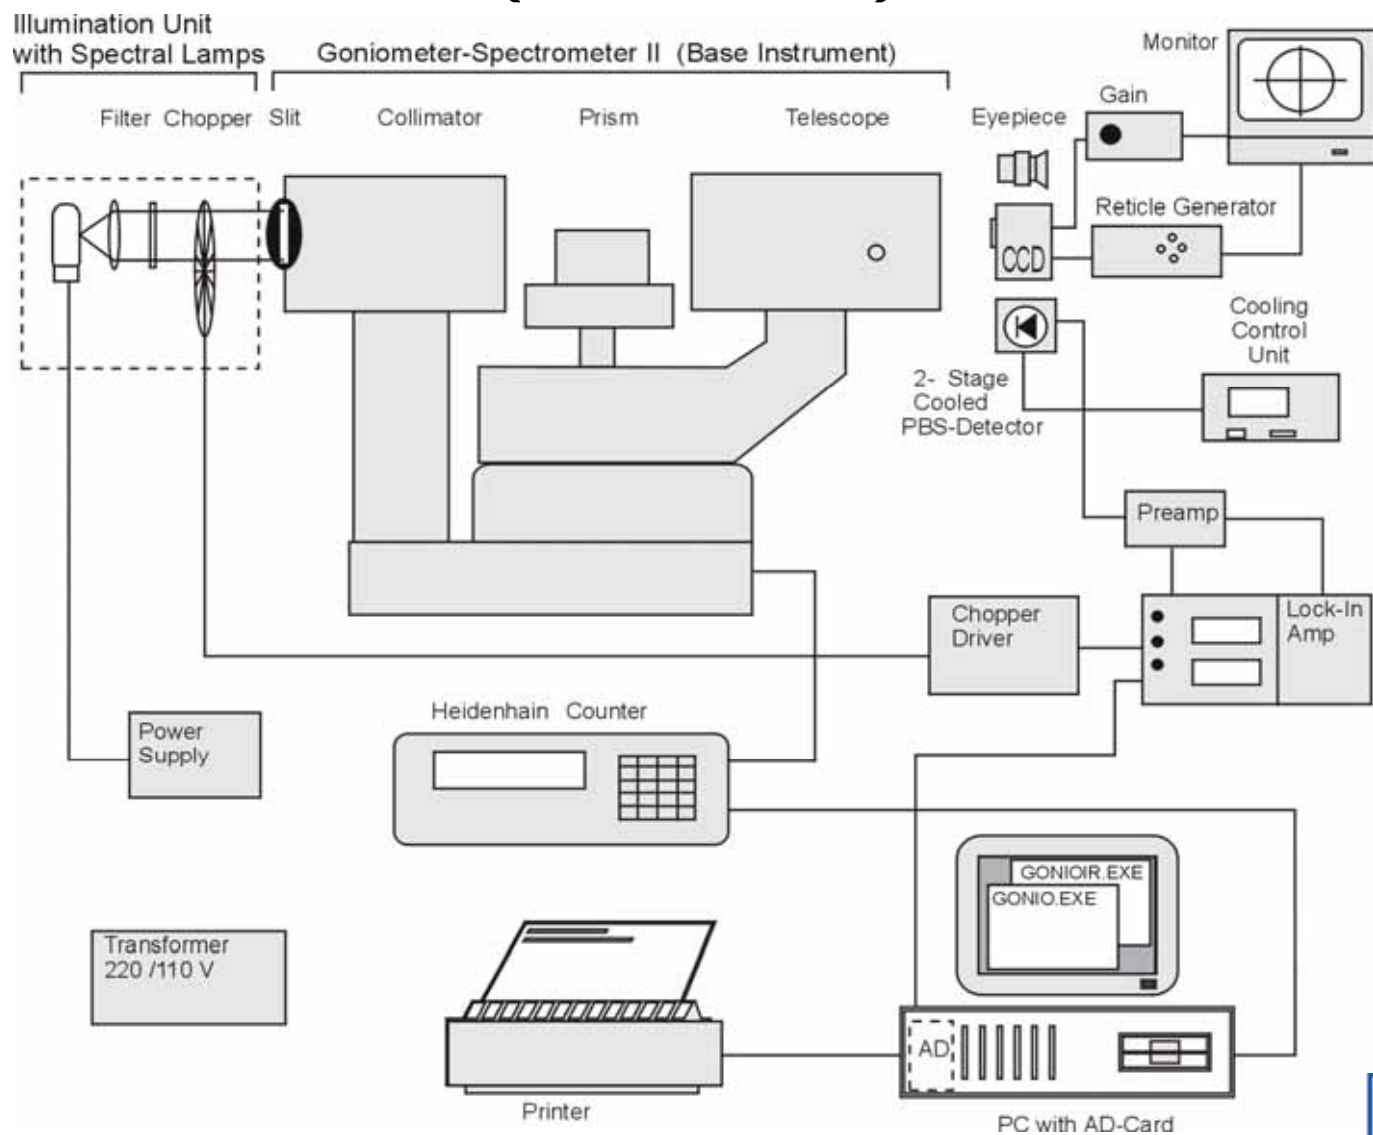 Illumination Unit
with Spectral Lamps
Goniometer-Spectrometer II (Base Instrument)
Monitor
Filter Chopper Slit
Collimator
Prism
Telescope
Eyepiece
Gain
Reticle Generator
CCD
Cooling
Control
Unit
2- Stage
Cooled
PBS-Detector
Preamp
Chopper
Driver
Lock-In
Amp
Heidenhain Counter
Power
Supply
GONIOIR.EXE
GONIO.EXE
Transformer
220 /110 V
AD
Printer
PC with AD-Card